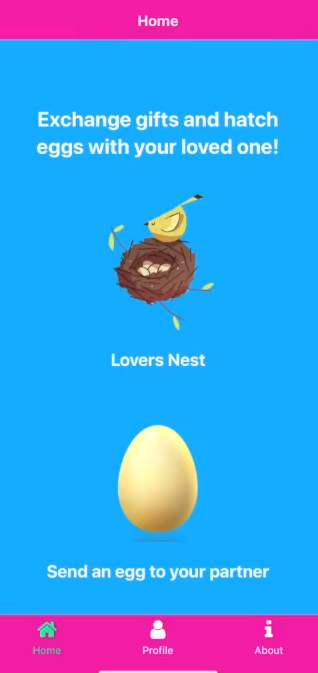 Home
Exchange gifts and hatch
eggs with your loved one!
Lovers Nest
Send an egg to your partner
Home
Profile
About